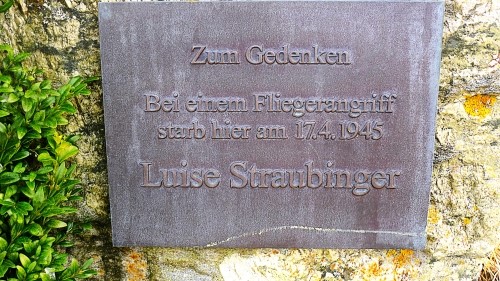 Zum Gedenken
Bei einem Fliegerangriff
starb hier am 17.4.1945
Luise Straubinger